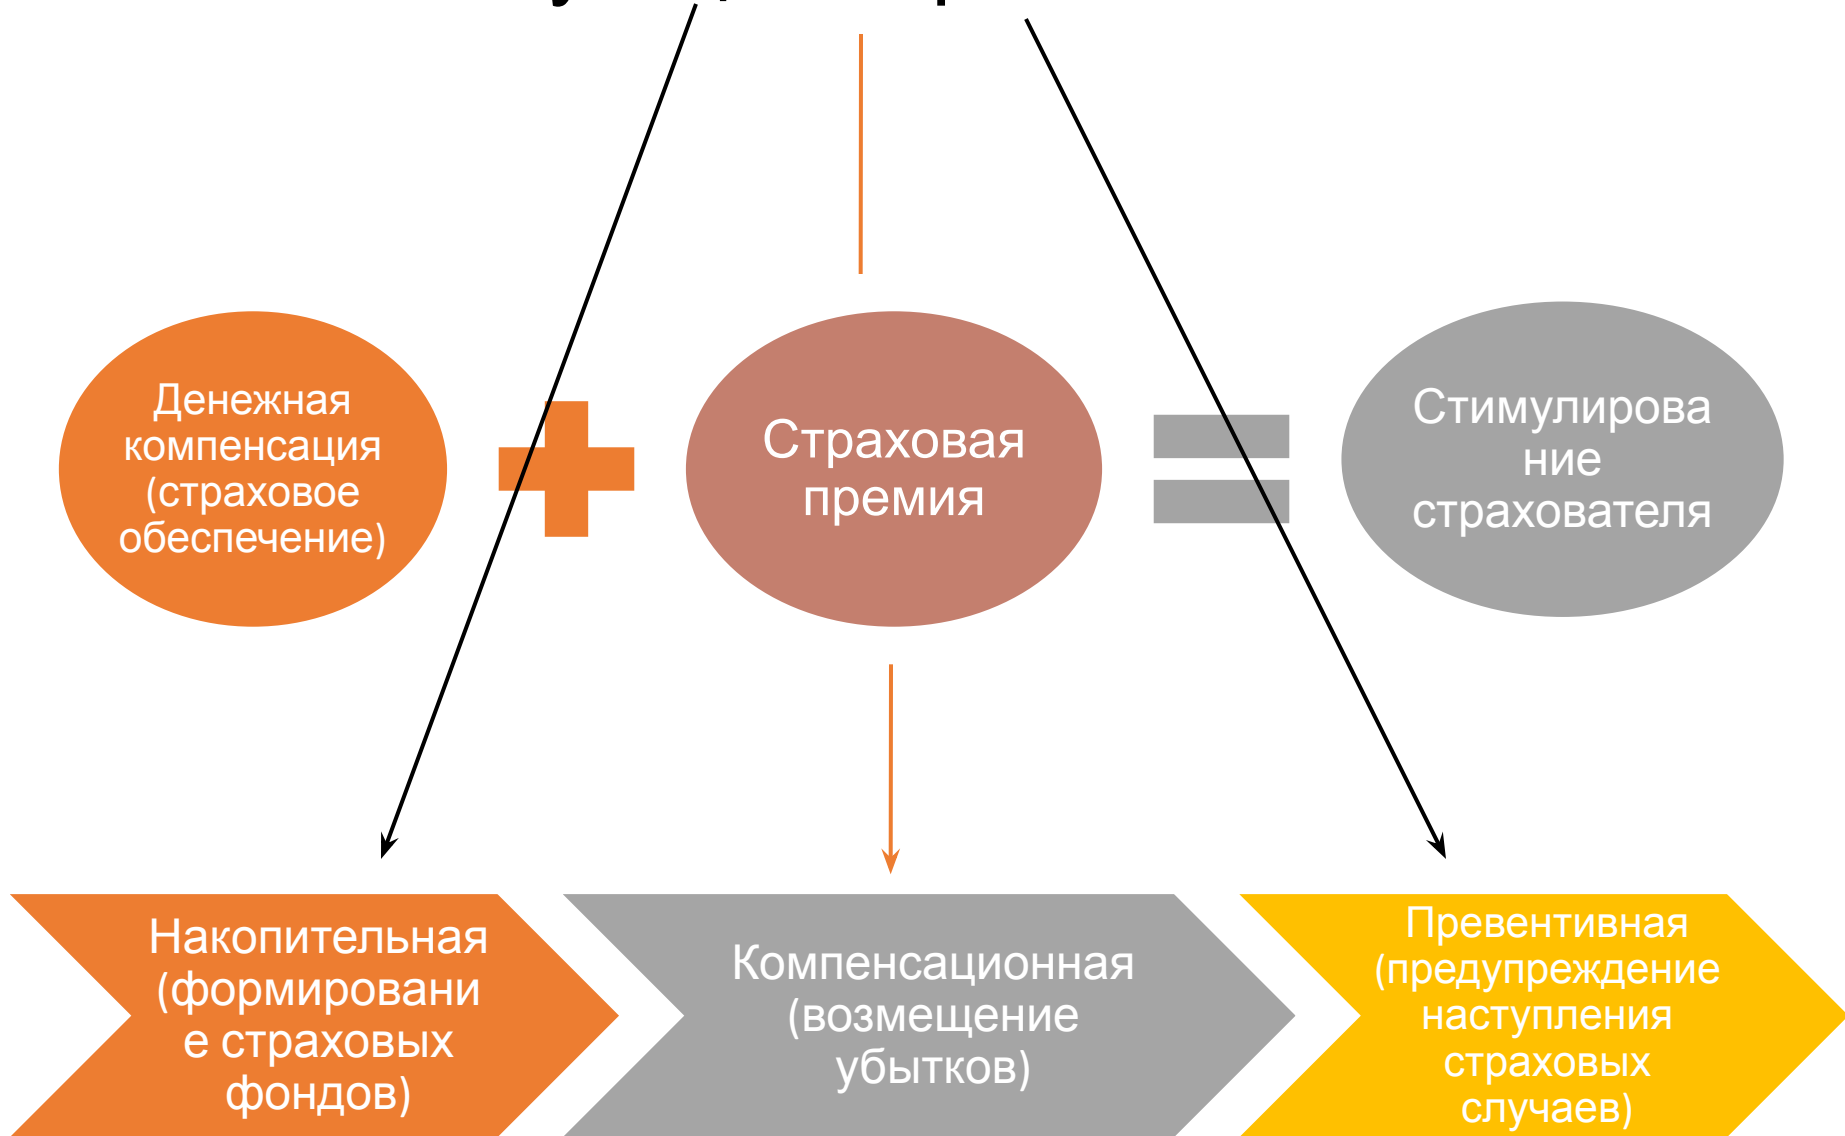 Денежная
компенсация
(страховое
обеспечение)
Страховая
премия
Стимулирова
ние
страхователя
Накопительная
(формировани
е страховых
фондов)
Компенсационная
(возмещение
убытков)
Превентивная
(предупреждение
наступления
страховых
случаев)